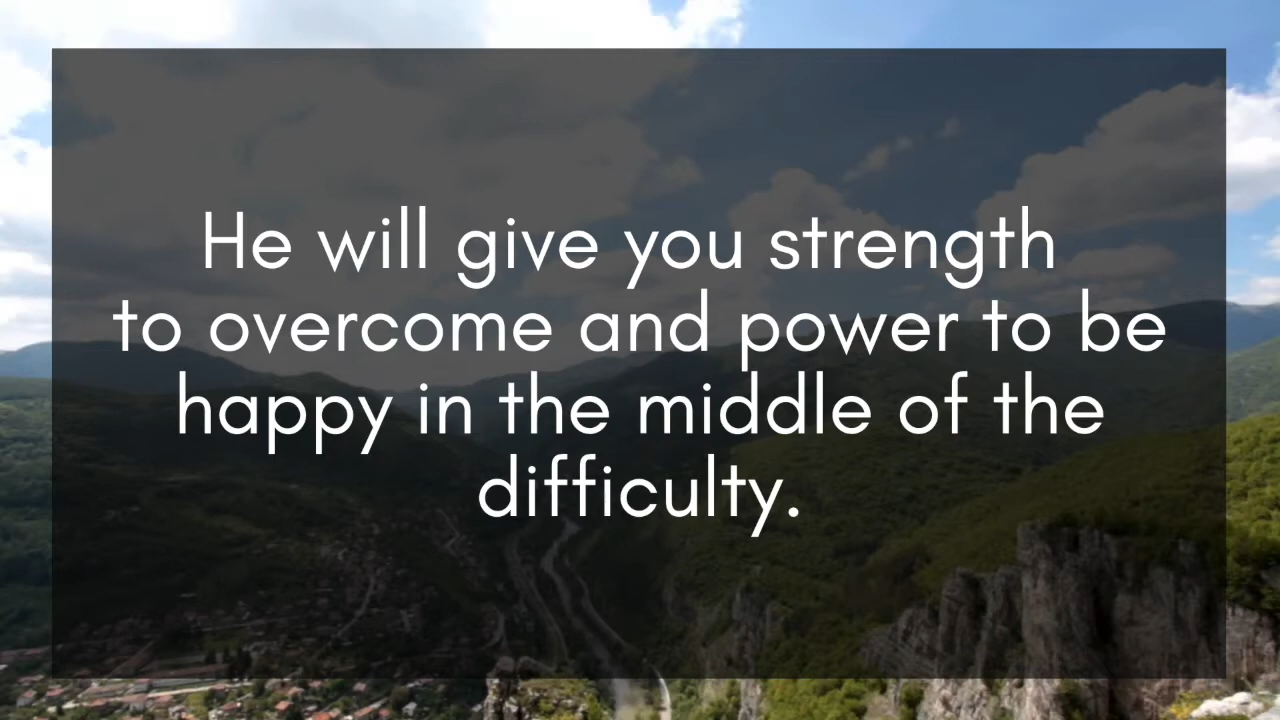 He will give you strength
to overcome and power to be
happy in the middle of the
difficulty.